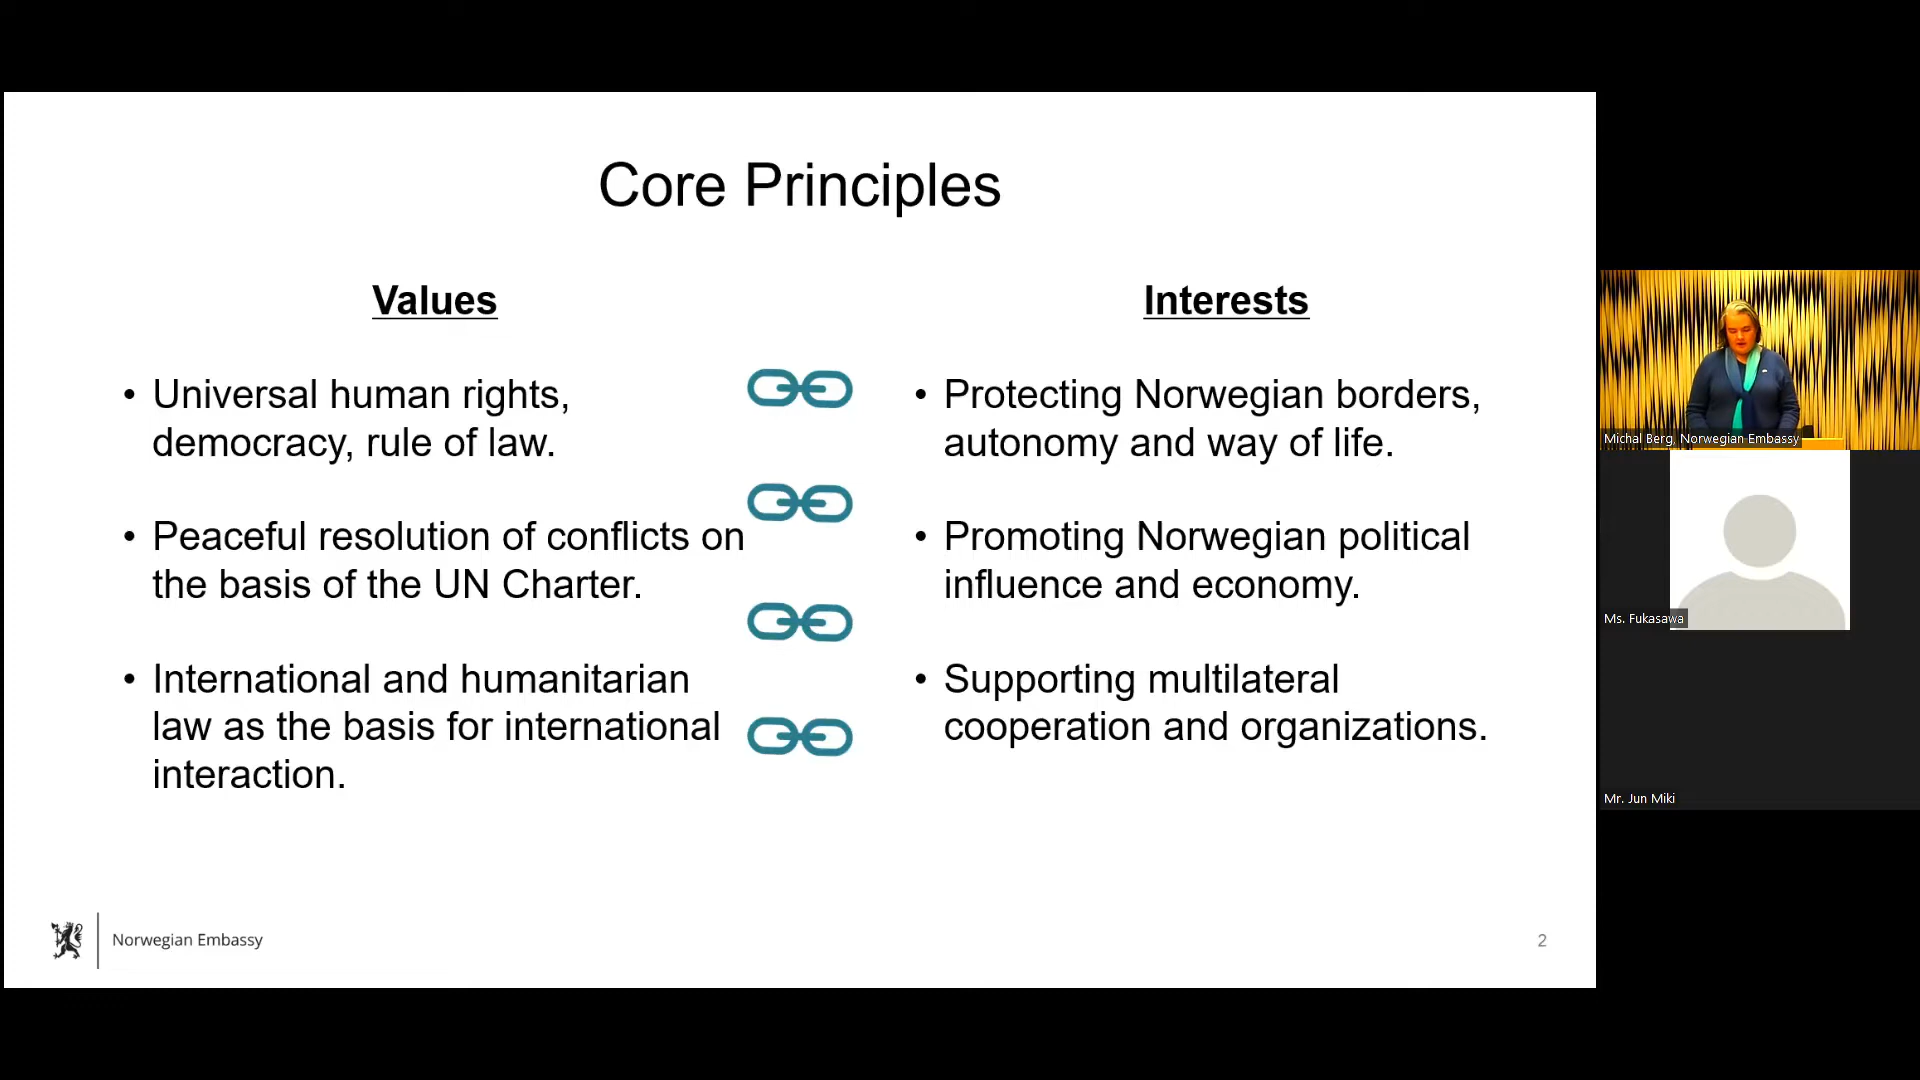 Core Principles
Values
• Universal human rights,
democracy, rule of law.
• Peaceful resolution of conflicts on
the basis of the UN Charter.
• International and humanitarian
law as the basis for international
interaction.
Interests
• Protecting Norwegian borders,
autonomy and way of life.
• Promoting Norwegian political
influence and economy.
• Supporting multilateral
cooperation and organizations.
Norwegian Embassy
2
Michal Berg, Norwegian Embassy
Ms. Fukasawa
Mr. Jun Miki